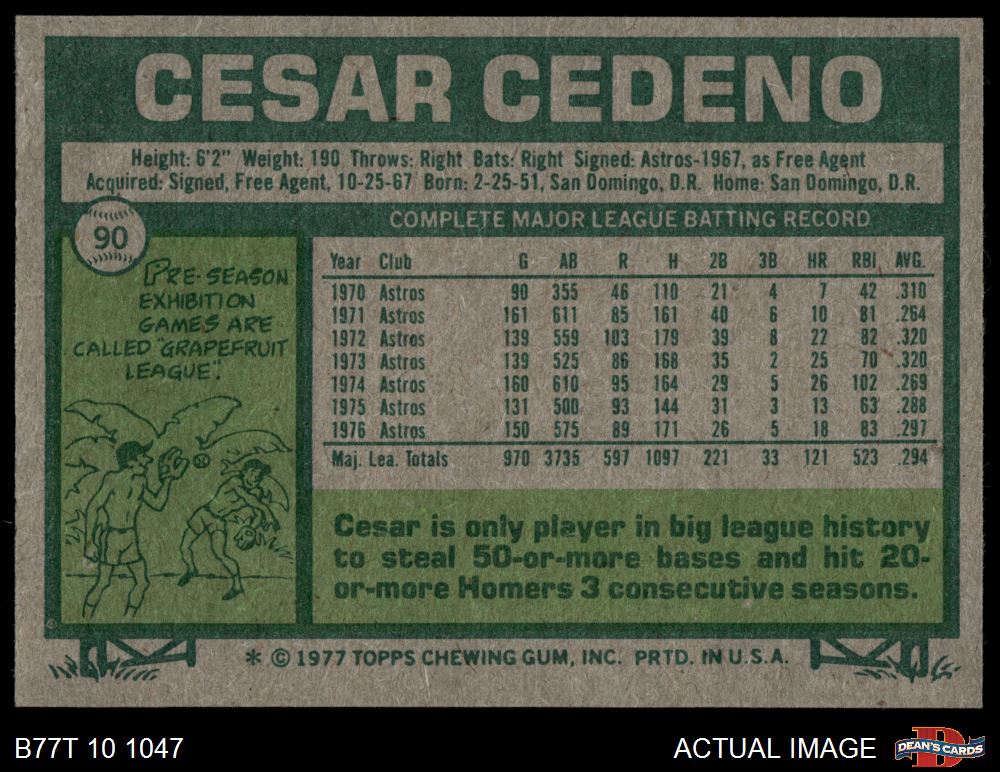 CESAR CEDENO
Height: 6'2" Weight: 190 Throws: Right Bats: Right Signed: Astros-1967, as Free Agent
Acquired: Signed, Free Agent, 10-25-67 Born: 2-25-51, San Domingo, D.R. Home: San Domingo, D.R.
COMPLETE MAJOR LEAGUE BATTING RECORD
90
PRE-SEASON
EXHIBITION
GAMES ARE
CALLED "GRAPEFRUIT
LEAGUE".
Year Club G AB R H 2B 3B HR RBI AVG.
1970 Astros 90 355 46 110 21 4 7 42 .310
1971 Astros 161 611 85 161 40 6 10 81 .264
1972 Astros 139 559 103 179 39 8 22 82 .320
1973 Astros 139 525 86 168 35 2 25 70 .320
1974 Astros 160 610 95 164 29 5 26 102 .269
1975 Astros 131 500 93 144 31 3 13 63 .288
1976 Astros 150 575 89 171 26 5 18 83 .297
Maj. Lea. Totals 970 3735 597 1097 221 33 121 523 .294
Cesar is only player in big league history
to steal 50-or-more bases and hit 20-
or-more Homers 3 consecutive seasons.
* © 1977 TOPPS CHEWING GUM, INC. PRTD. IN U.S.A.
B77T 10 1047
ACTUAL IMAGE
D
DEAN'S CARDS